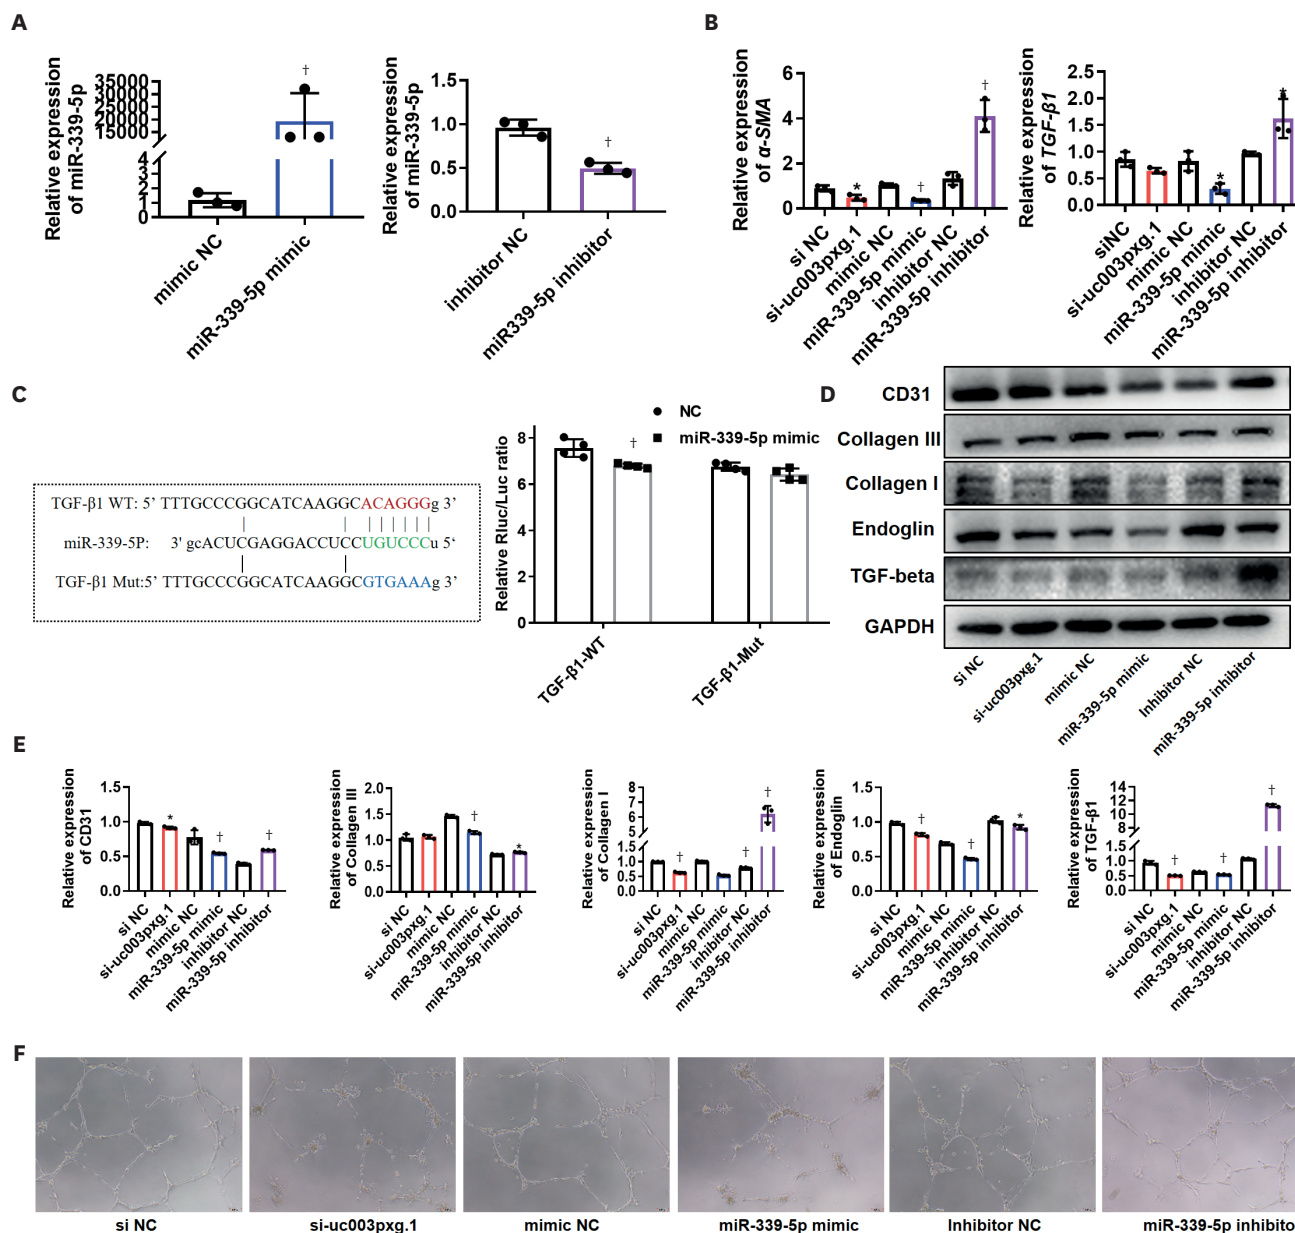 A
Relative expression
of miR-339-5p
35000
30000
25000
20000
15000
4
3
2
1
0
†
mimic NC
miR-339-5p mimic
Relative expression
of miR-339-5p
1.5
1.0
0.5
0.0
†
inhibitor NC
miR339-5p inhibitor
B
Relative expression
of α-SMA
6
4
2
0
*
†
†
si NC
si-uc003pxg.1
mimic NC
miR-339-5p mimic
inhibitor NC
miR-339-5p inhibitor
Relative expression
of TGF-β1
2.5
2.0
1.5
1.0
0.5
0.0
*
*
siNC
si-uc003pxg.1
mimic NC
miR-339-5p mimic
inhibitor NC
miR-339-5p inhibitor
C
TGF-β1 WT: 5’ TTTGCCCGGCATCAAGGCACAGGGg 3’
miR-339-5P: 3' gcACUCGAGGACCUCCUGUCCCu 5‘
TGF-β1 Mut:5’ TTTGCCCGGCATCAAGGCGTGAAAg 3’
Relative Rluc/Luc ratio
8
6
4
2
0
NC
miR-339-5p mimic
†
TGF-β1-WT
TGF-β1-Mut
D
CD31
Collagen III
Collagen I
Endoglin
TGF-beta
GAPDH
Si NC
si-uc003pxg.1
mimic NC
miR-339-5p mimic
Inhibitor NC
miR-339-5p inhibitor
E
Relative expression
of CD31
1.5
1.0
0.5
0.0
*
†
†
si NC
si-uc003pxg.1
mimic NC
miR-339-5p mimic
inhibitor NC
miR-339-5p inhibitor
Relative expression
of Collagen III
2.0
1.5
1.0
0.5
0.0
†
*
si NC
si-uc003pxg.1
mimic NC
miR-339-5p mimic
inhibitor NC
miR-339-5p inhibitor
Relative expression
of Collagen I
8
7
6
5
1.5
1.0
0.5
0.0
†
†
†
si NC
si-uc003pxg.1
mimic NC
miR-339-5p mimic
inhibitor NC
miR-339-5p inhibitor
Relative expression
of Endoglin
1.5
1.0
0.5
0.0
†
†
*
si NC
si-uc003pxg.1
mimic NC
miR-339-5p mimic
inhibitor NC
miR-339-5p inhibitor
Relative expression
of TGF-β1
14
12
10
8
6
1.5
1.0
0.5
0.0
†
†
†
si NC
si-uc003pxg.1
mimic NC
miR-339-5p mimic
inhibitor NC
miR-339-5p inhibitor
F
si NC
si-uc003pxg.1
mimic NC
miR-339-5p mimic
Inhibitor NC
miR-339-5p inhibito